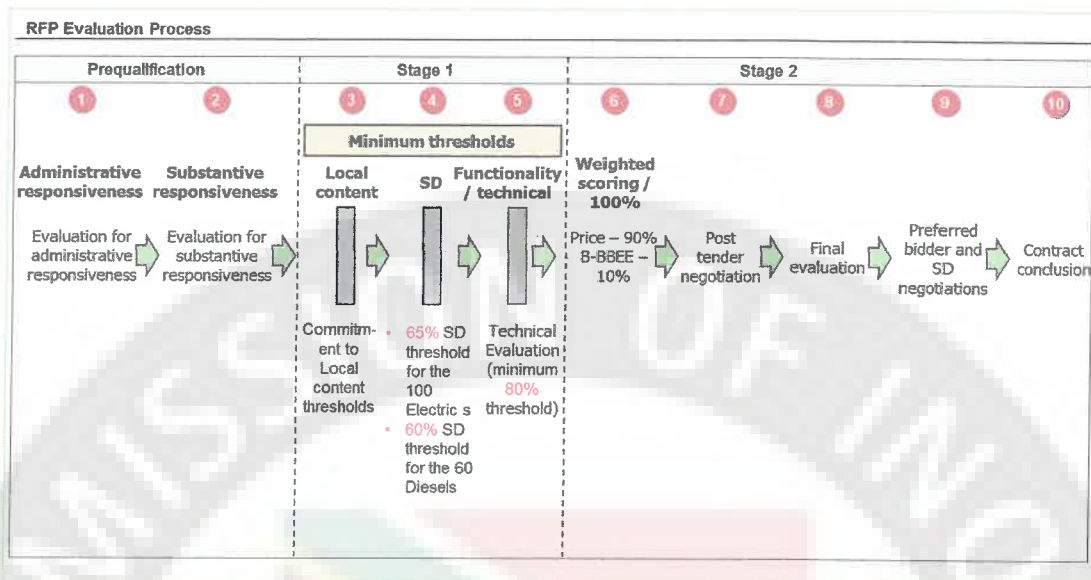 RFP Evaluation Process
Prequalification
Stage 1
Stage 2
1
2
3
4
5
6
7
8
9
10
Minimum thresholds
Administrative
responsiveness
Substantive
responsiveness
Local
content
SD
Functionality
/ technical
Weighted
scoring /
100%
Evaluation for
administrative
responsiveness
Evaluation for
substantive
responsiveness
Price – 90%
B-BBEE –
10%
Post
tender
negotiation
Final
evaluation
Preferred
bidder and
SD
negotiations
Contract
conclusion
Commitm-
ent to
Local
content
thresholds
• 65% SD
threshold
for the
100
Electric s
• 60% SD
threshold
for the 60
Diesels
Technical
Evaluation
(minimum
80%
threshold)
MISSION OF INQ